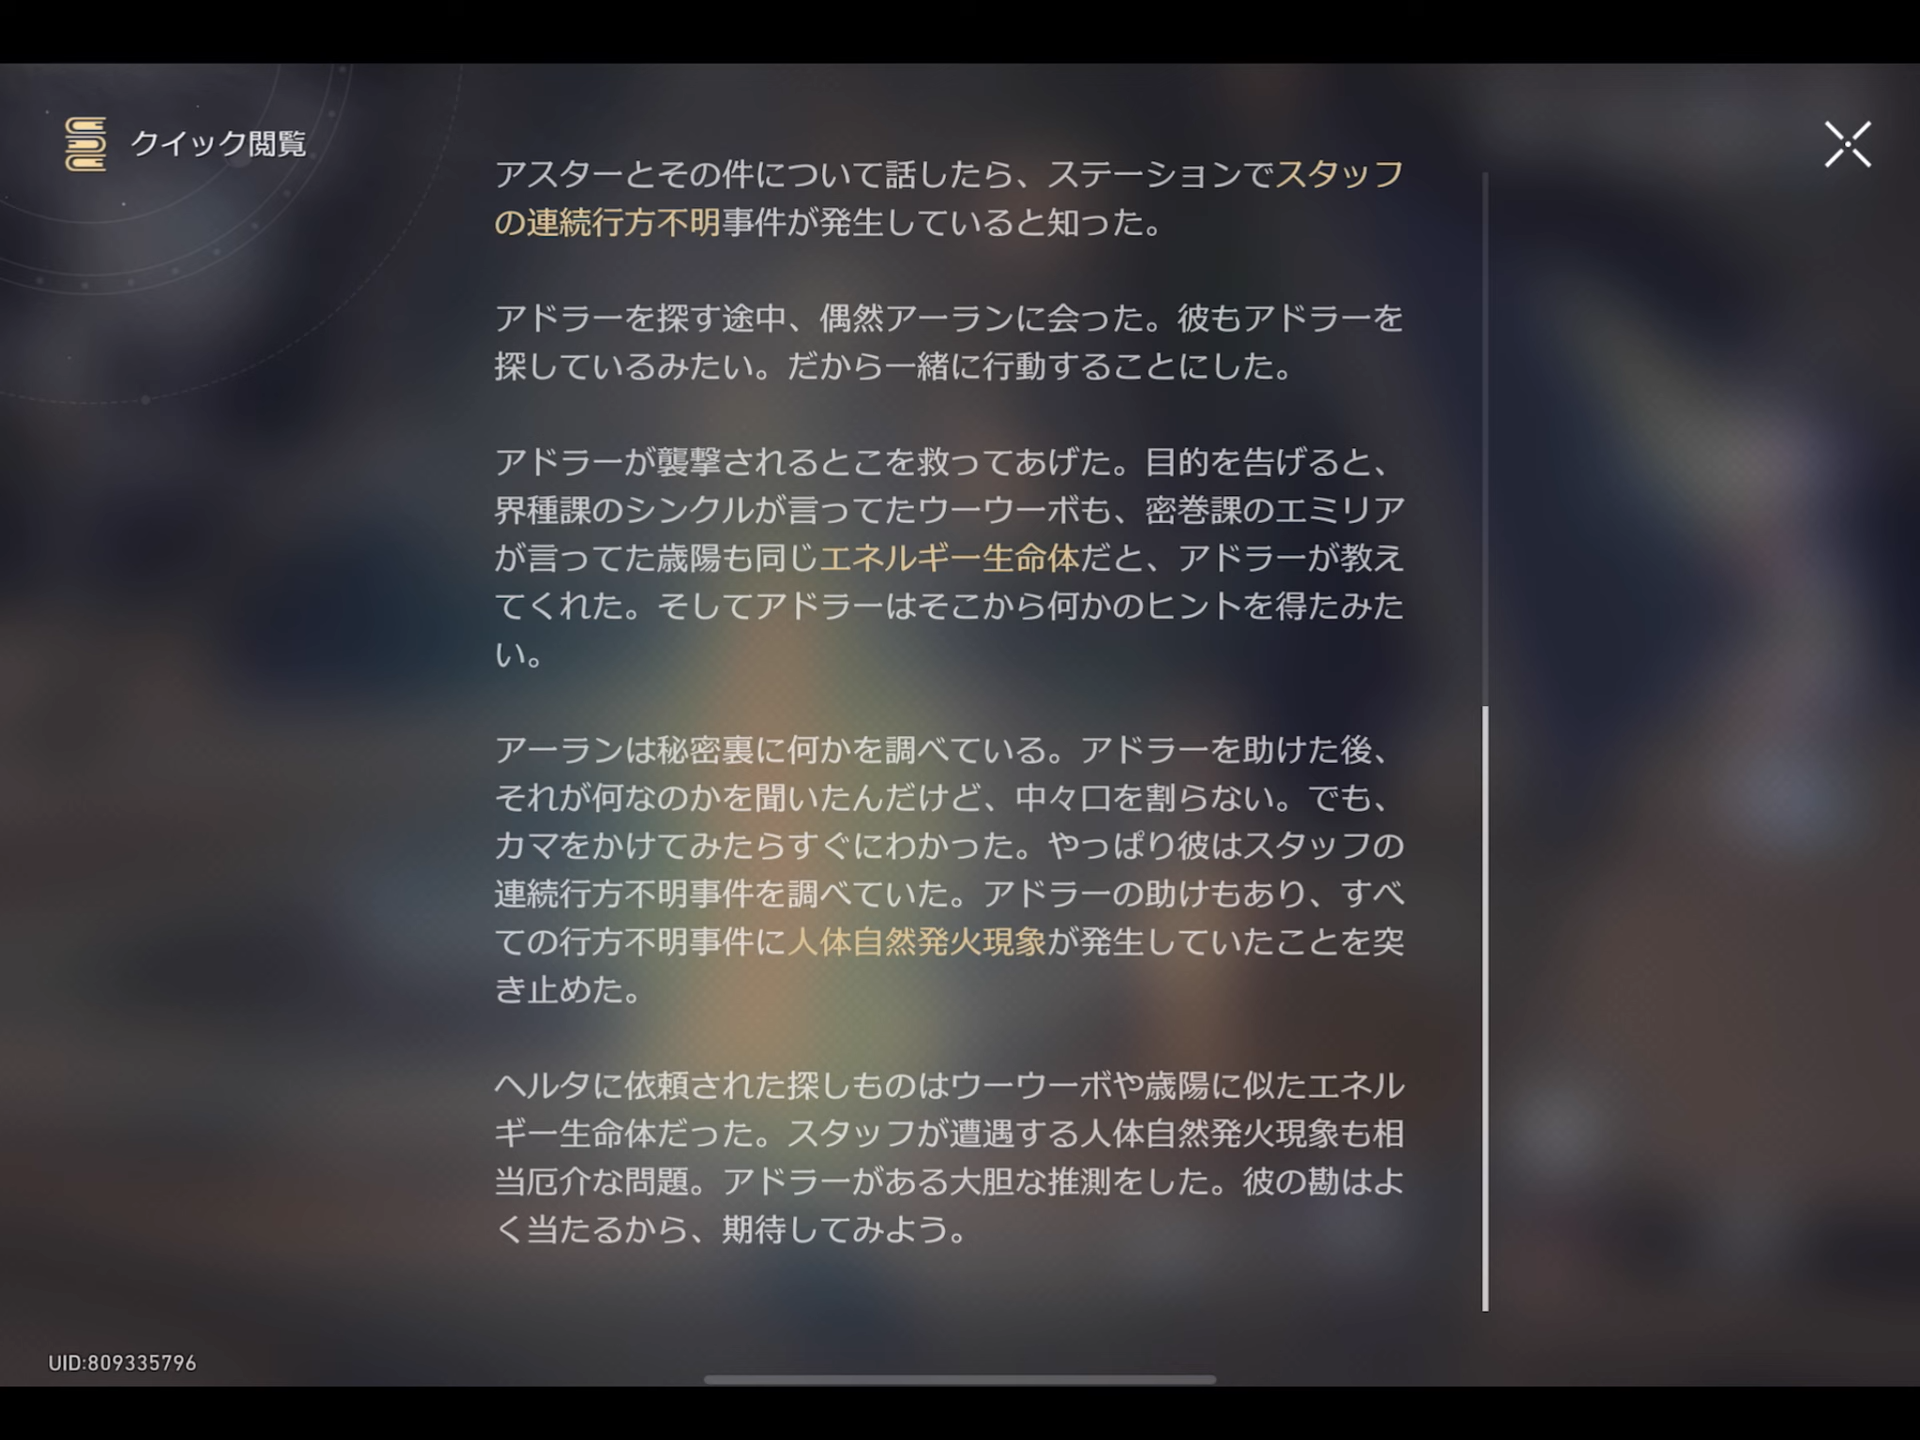 クイック閲覧
アスターとその件について話したら、ステーションでスタッフ
の連続行方不明事件が発生していると知った。
アドラーを探す途中、偶然アーランに会った。彼もアドラーを
探しているみたい。だから一緒に行動することにした。
アドラーが襲撃されるとこを救ってあげた。目的を告げると、
界種課のシンクルが言ってたウーウーボも、密巻課のエミリア
が言ってた歳陽も同じエネルギー生命体だと、アドラーが教え
てくれた。そしてアドラーはそこから何かのヒントを得たみた
い。
アーランは秘密裏に何かを調べている。アドラーを助けた後、
それが何なのかを聞いたんだけど、中々口を割らない。でも、
カマをかけてみたらすぐにわかった。やっぱり彼はスタッフの
連続行方不明事件を調べていた。アドラーの助けもあり、すべ
ての行方不明事件に人体自然発火現象が発生していたことを突
き止めた。
ヘルタに依頼された探しものはウーウーボや歳陽に似たエネル
ギー生命体だった。スタッフが遭遇する人体自然発火現象も相
当厄介な問題。アドラーがある大胆な推測をした。彼の勘はよ
く当たるから、期待してみよう。
UID:809335796